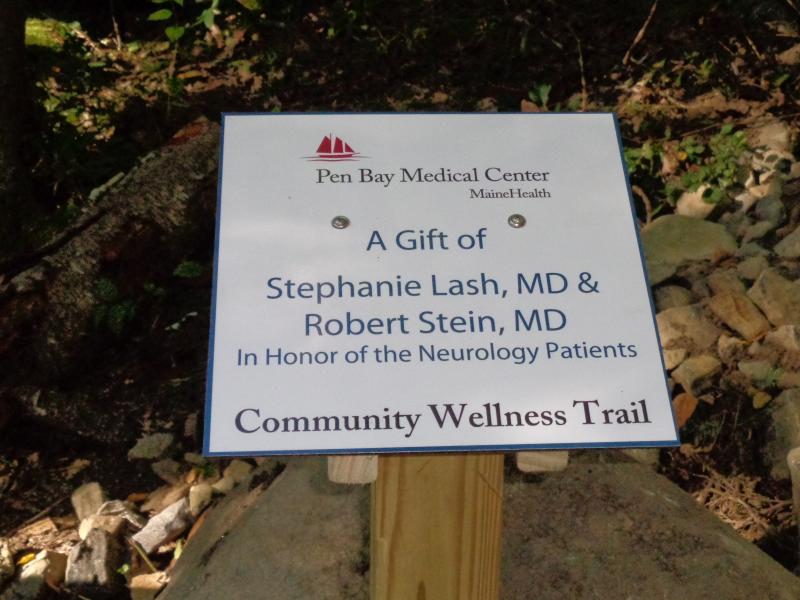 Pen Bay Medical Center
MaineHealth
A Gift of
Stephanie Lash, MD &
Robert Stein, MD
In Honor of the Neurology Patients
Community Wellness Trail